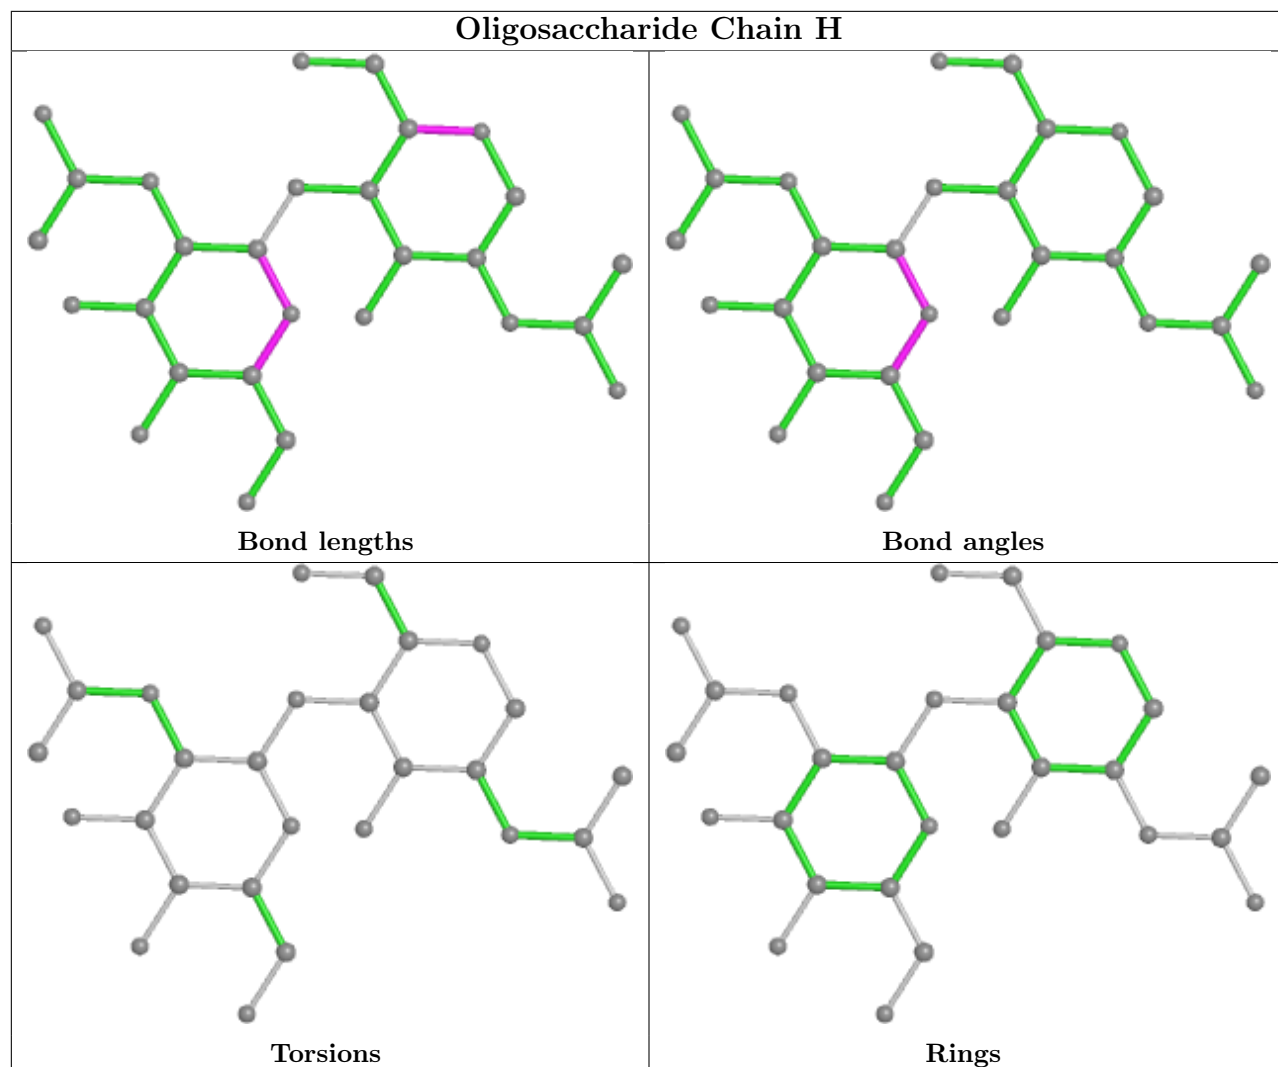 Oligosaccharide Chain H
Bond lengths
Bond angles
Torsions
Rings